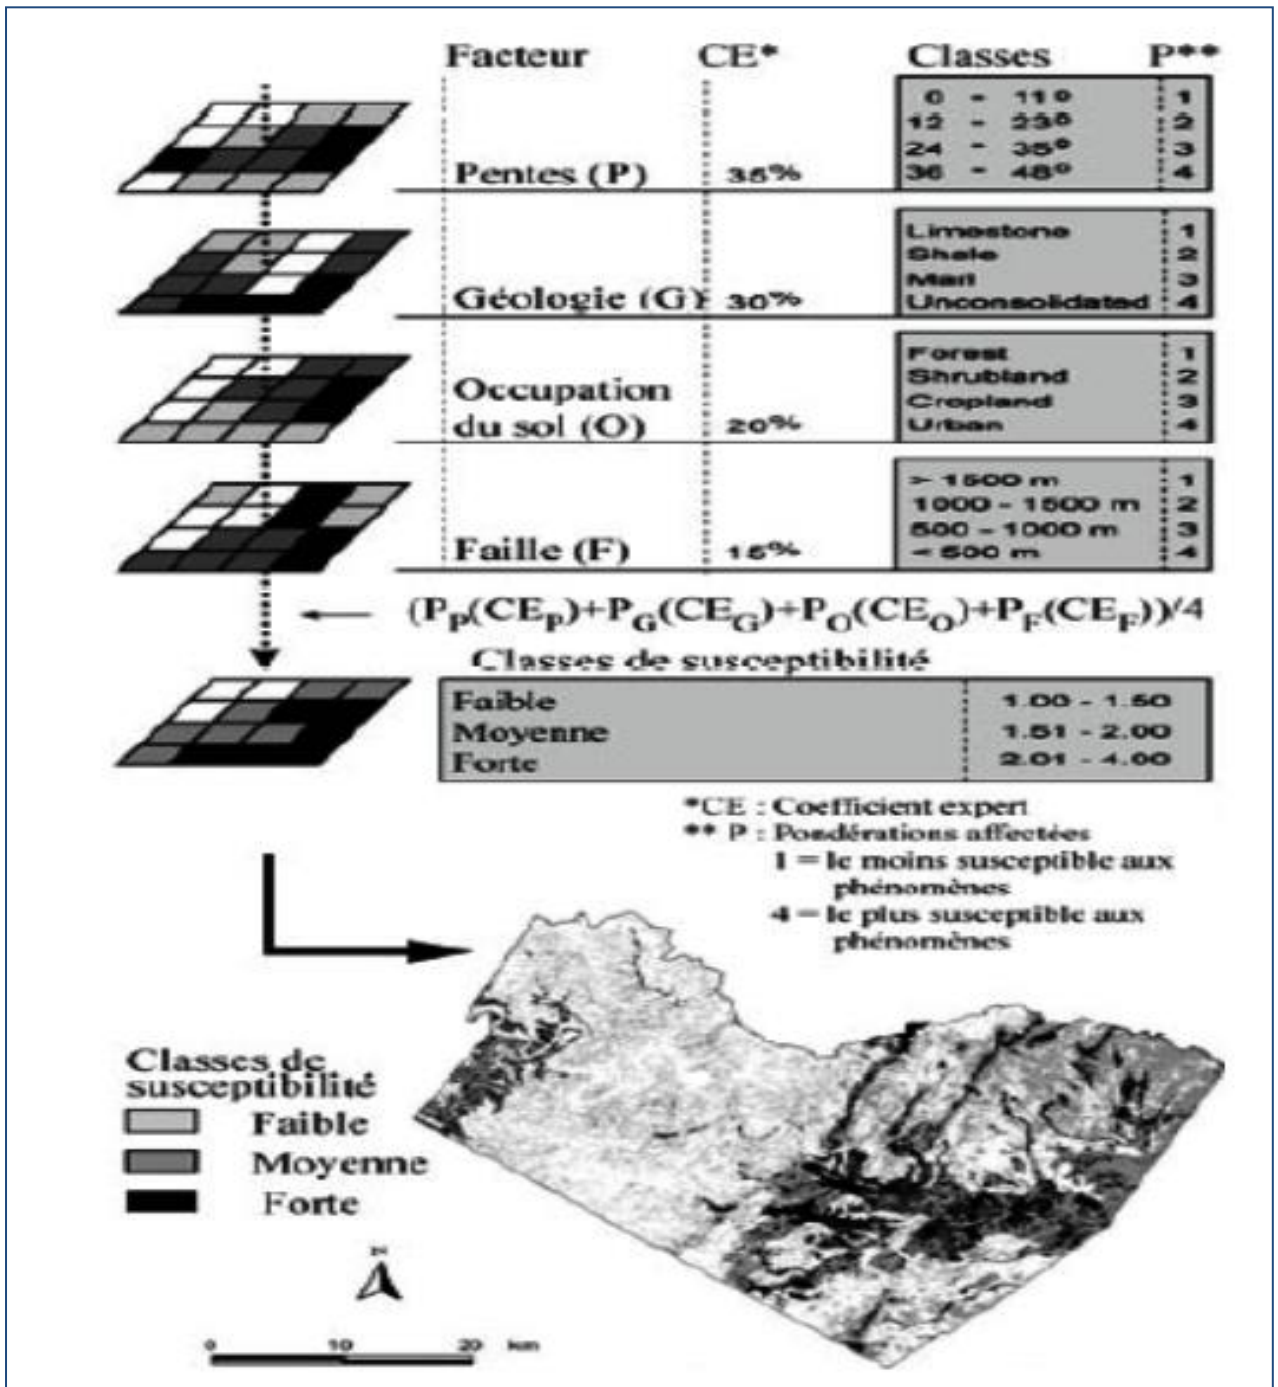 Facteur CE* Classes P**
0 - 11° 1
12 - 23° 2
24 - 35° 3
Pentes (P) 35% 36 - 48° 4
Limestone 1
Shale 2
Marl 3
Géologie (G) 30% Unconsolidated 4
Forest 1
Occupation Shrubland 2
Cropland 3
du sol (O) 20% Urban 4
> 1500 m 1
1000 - 1500 m 2
500 - 1000 m 3
Faille (F) 15% < 500 m 4
(PP(CEP)+PG(CEG)+PO(CEO)+PF(CEF))/4
Classes de susceptibilité
Faible 1.00 - 1.50
Moyenne 1.51 - 2.00
Forte 2.01 - 4.00
*CE : Coefficient expert
** P : Pondérations affectées
1 = le moins susceptible aux
phénomènes
4 = le plus susceptible aux
phénomènes
Classes de
susceptibilité
Faible
Moyenne
Forte
N
0 10 20 km